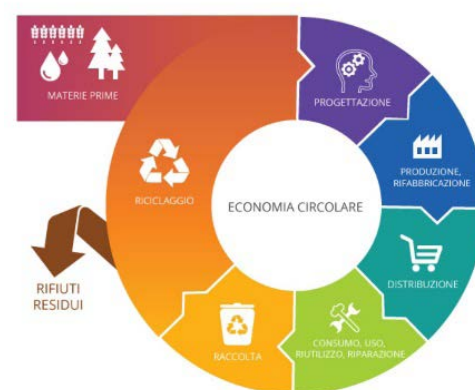 MATERIE PRIME
PROGETTAZIONE
PRODUZIONE,
RIFABBRICAZIONE
DISTRIBUZIONE
CONSUMO, USO,
RIUTILIZZO, RIPARAZIONE
RACCOLTA
RICICLAGGIO
ECONOMIA CIRCOLARE
RIFIUTI
RESIDUI